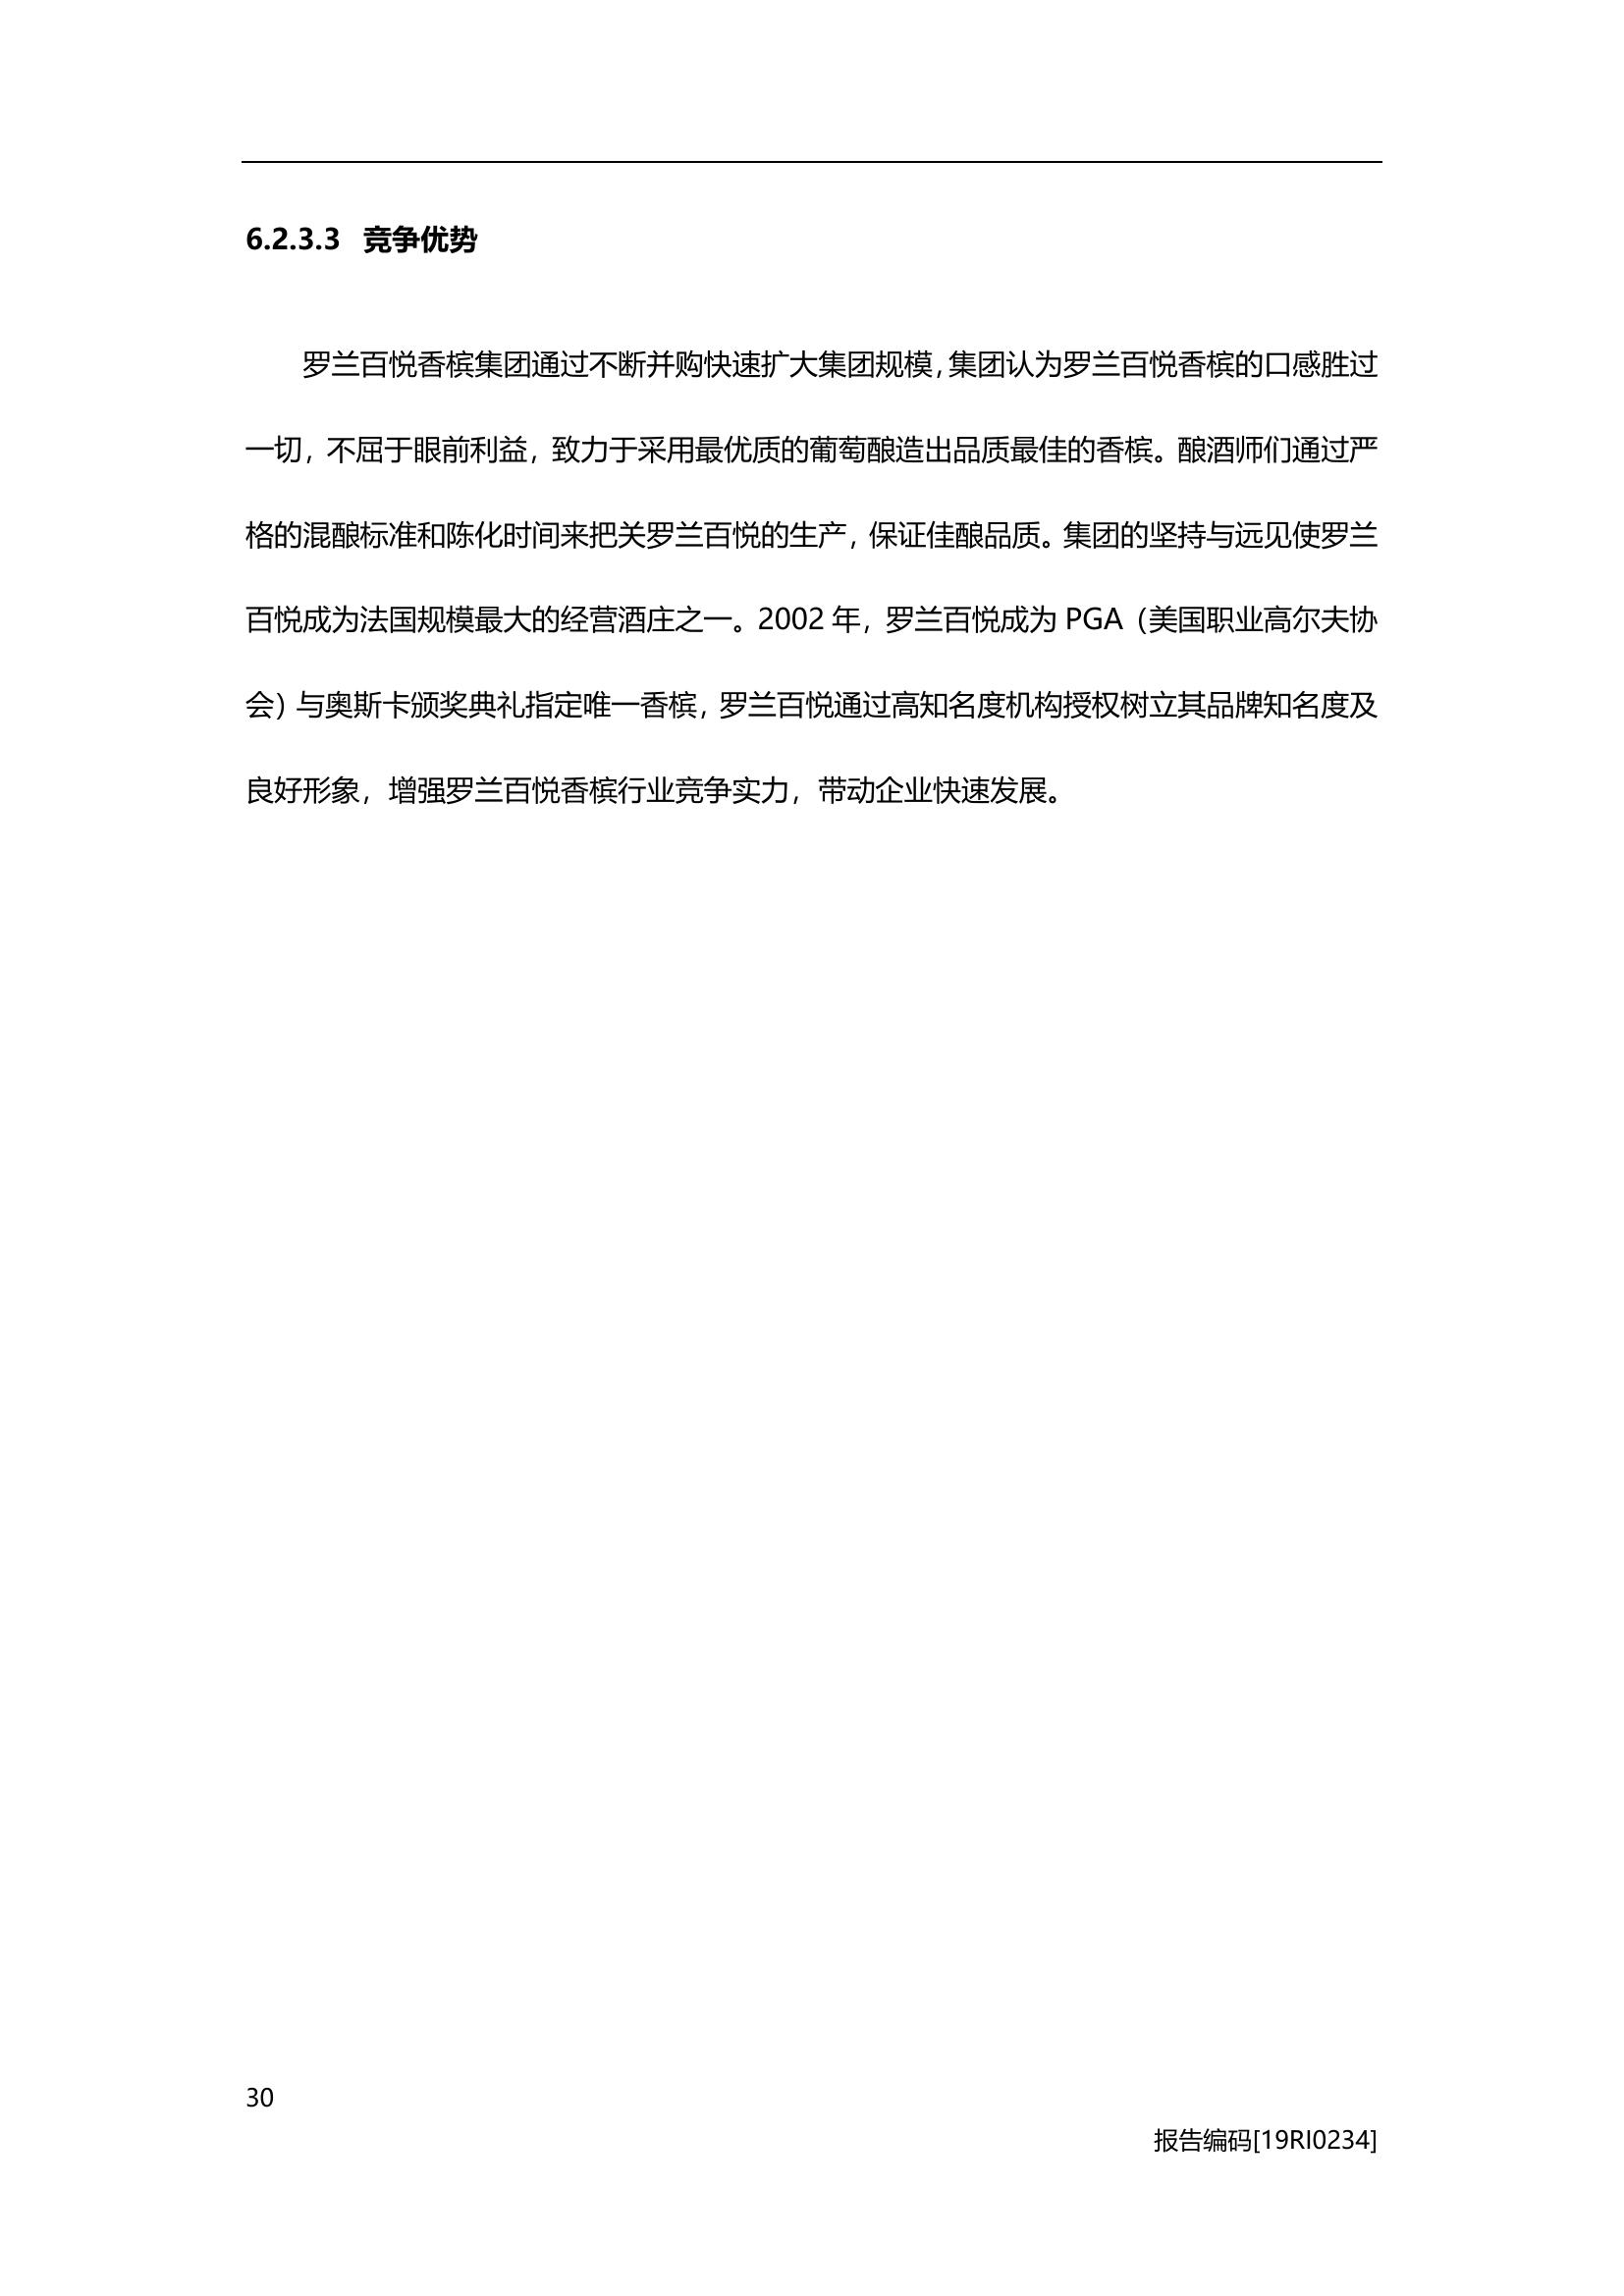 6.2.3.3 竞争优势
罗兰百悦香槟集团通过不断并购快速扩大集团规模，集团认为罗兰百悦香槟的口感胜过
一切，不屈于眼前利益，致力于采用最优质的葡萄酿造出品质最佳的香槟。酿酒师们通过严
格的混酿标准和陈化时间来把关罗兰百悦的生产，保证佳酿品质。集团的坚持与远见使罗兰
百悦成为法国规模最大的经营酒庄之一。2002 年，罗兰百悦成为 PGA（美国职业高尔夫协
会）与奥斯卡颁奖典礼指定唯一香槟，罗兰百悦通过高知名度机构授权树立其品牌知名度及
良好形象，增强罗兰百悦香槟行业竞争实力，带动企业快速发展。
30
报告编码[19RI0234]